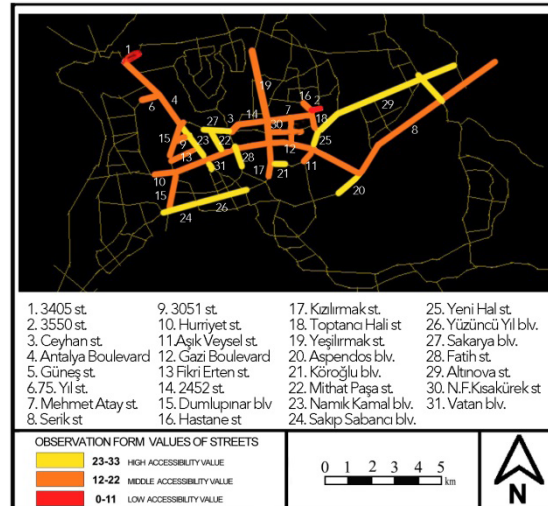 1
19
16
2
6
4
7
29
3
14
18
27
30
8
15
22
9
23
12
25
13
28
11
31
17
21
10
20
15
26
24
1. 3405 st.
2. 3550 st.
3. Ceyhan st.
4. Antalya Boulevard
5. Güneş st.
6.75. Yıl st.
7. Mehmet Atay st.
8. Serik st
9. 3051 st.
10. Hurriyet st.
11.Aşık Veysel st.
12. Gazi Boulevard
13 Fikri Erten st.
14. 2452 st.
15. Dumlupınar blv
16. Hastane st
17. Kızılırmak st.
18. Toptancı Hali st
19. Yeşilırmak st.
20. Aspendos blv.
21. Köroğlu blv.
22. Mithat Paşa st.
23. Namık Kamal blv.
24. Sakıp Sabancı blv.
25. Yeni Hal st.
26. Yüzüncü Yıl blv.
27. Sakarya blv.
28. Fatih st.
29. Altınova st.
30. N.F.Kısakürek st
31. Vatan blv.
OBSERVATION FORM VALUES OF STREETS
23-33 HIGH ACCESSIBILITY VALUE
12-22 MIDDLE ACCESSIBILITY VALUE
0-11 LOW ACCESSIBILITY VALUE
0 1 2 3 4 5
km
N